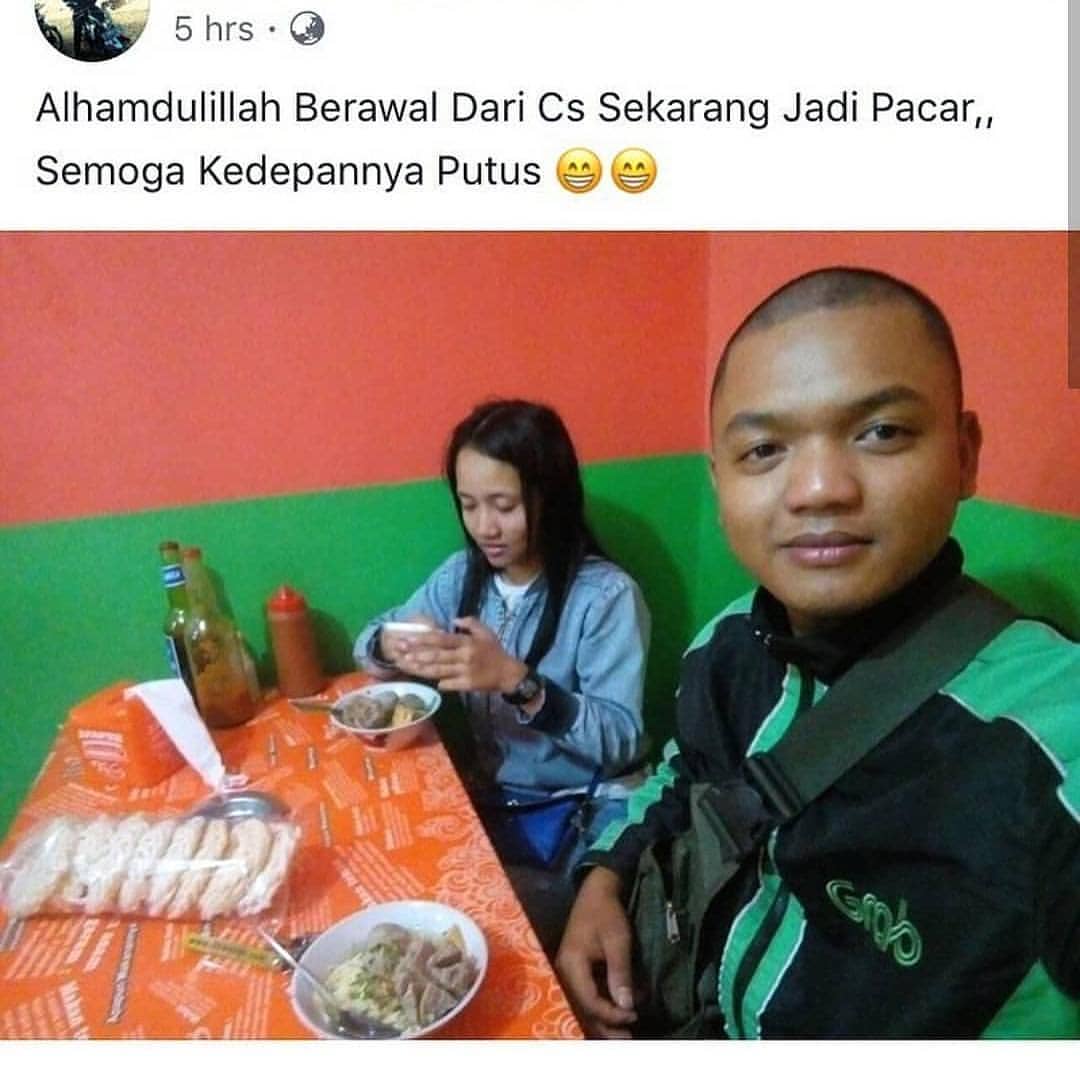 5 hrs ·
Alhamdulillah Berawal Dari Cs Sekarang Jadi Pacar,,
Semoga Kedepannya Putus 😁😁
Grab